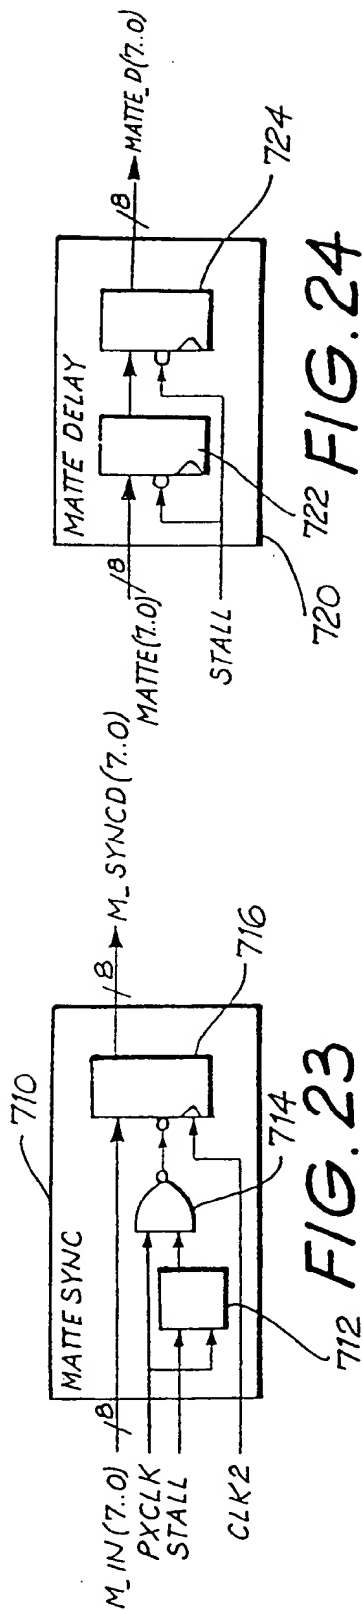 MATTE SYNC
710
M_IN(7..0)
8
PXCLK
STALL
CLK2
712
714
716
8
M_SYNCD(7..0)
FIG. 23
MATTE DELAY
MATTE(7..0)
8
STALL
720
722
724
8
MATTE_D(7..0)
FIG. 24